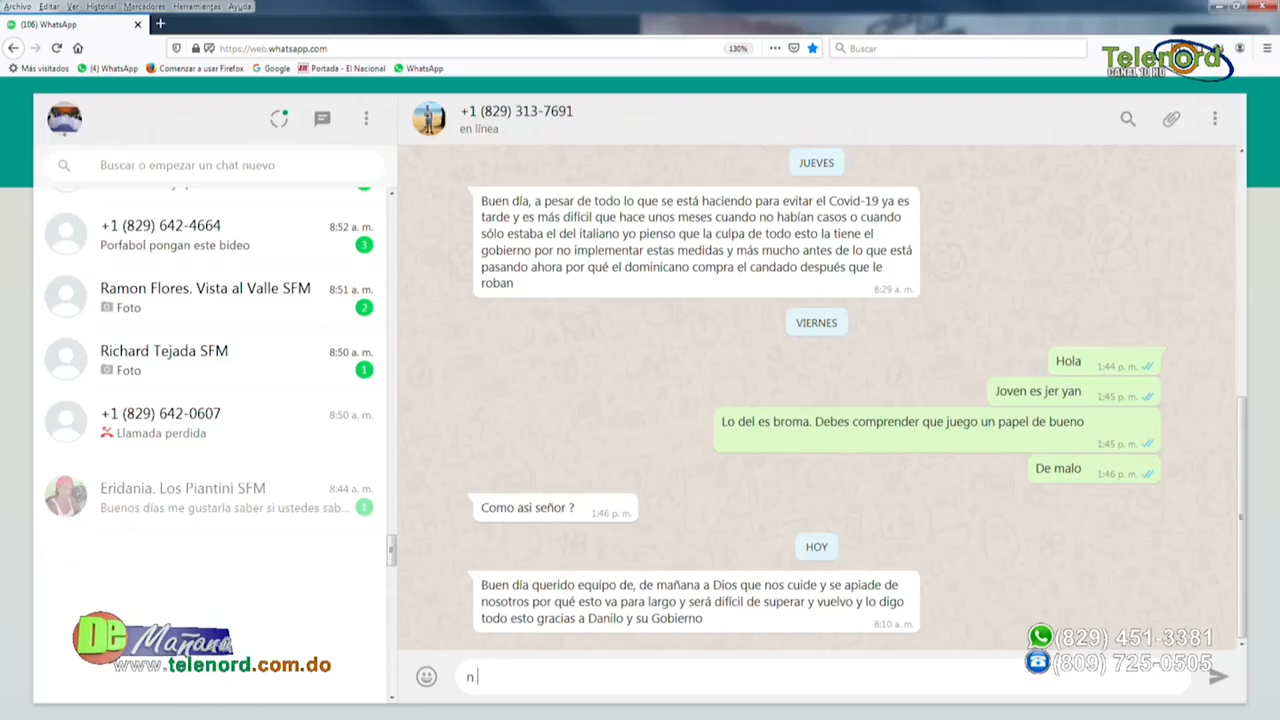 Archivo Editar Ver Historial Marcadores Herramientas Ayuda
(106) WhatsApp
https://web.whatsapp.com
130%
Buscar
Más visitados
(4) WhatsApp
Comenzar a usar Firefox
Google
Portada - El Nacional
WhatsApp
Telenord
CANAL 10 HD
+1 (829) 313-7691
en línea
Buscar o empezar un chat nuevo
+1 (829) 642-4664
8:52 a. m.
Porfabol pongan este bideo
3
Ramon Flores. Vista al Valle SFM
8:51 a. m.
Foto
2
Richard Tejada SFM
8:50 a. m.
Foto
1
+1 (829) 642-0607
8:50 a. m.
Llamada perdida
Eridania. Los Piantini SFM
8:44 a. m.
Buenos días me gustaría saber si ustedes sab...
1
JUEVES
Buen día, a pesar de todo lo que se está haciendo para evitar el Covid-19 ya es
tarde y es más difícil que hace unos meses cuando no habían casos o cuando
sólo estaba el del italiano yo pienso que la culpa de todo esto la tiene el
gobierno por no implementar estas medidas y más mucho antes de lo que está
pasando ahora por qué el dominicano compra el candado después que le
roban
8:29 a. m.
VIERNES
Hola
1:44 p. m.
Joven es jer yan
1:45 p. m.
Lo del es broma. Debes comprender que juego un papel de bueno
1:45 p. m.
De malo
1:46 p. m.
Como asi señor ?
1:46 p. m.
HOY
Buen día querido equipo de, de mañana a Dios que nos cuide y se apiade de
nosotros por qué esto va para largo y será difícil de superar y vuelvo y lo digo
todo esto gracias a Danilo y su Gobierno
8:10 a. m.
n
De Mañana
www.telenord.com.do
(829) 451-3381
(809) 725-0505